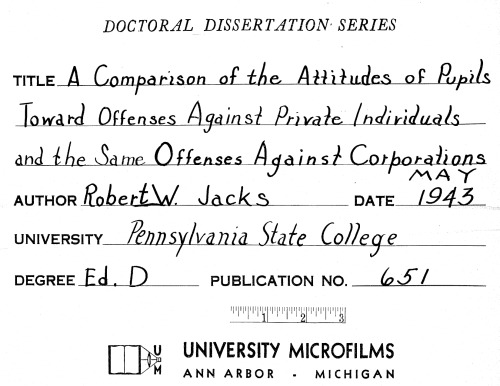 DOCTORAL DISSERTATION SERIES
TITLE A Comparison of the Attitudes of Pupils
Toward Offenses Against Private Individuals
and the Same Offenses Against Corporations
AUTHOR Robert W. Jacks DATE MAY 1943
UNIVERSITY Pennsylvania State College
DEGREE Ed. D PUBLICATION NO. 651
1 2 3
U M
UNIVERSITY MICROFILMS
ANN ARBOR - MICHIGAN